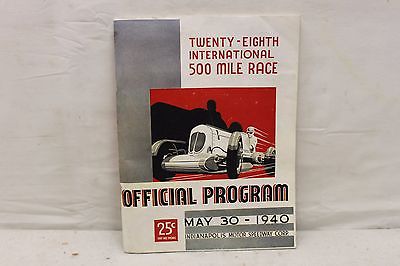 TWENTY-EIGHTH
INTERNATIONAL
500 MILE RACE
OFFICIAL PROGRAM
25¢
MAY 30 - 1940
INDIANAPOLIS MOTOR SPEEDWAY CORP.